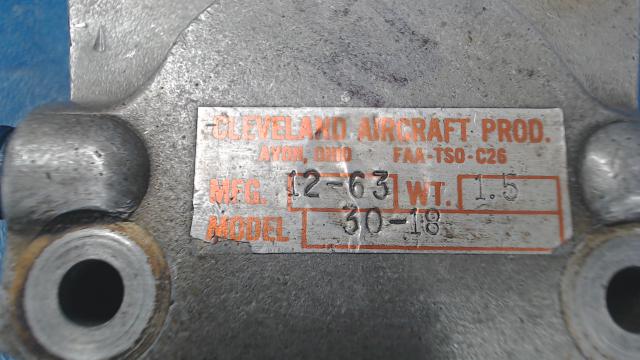 CLEVELAND AIRCRAFT PROD.
AVON, OHIO FAA-TSO-C26
MFG. 12-63 WT. 1.5
MODEL 30-18